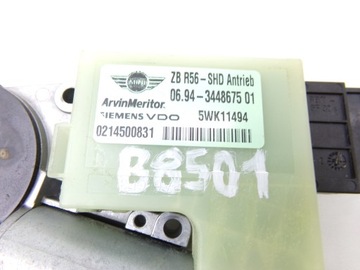 ZB R56-SHD Antrieb
06.94-3448675 01
ArvinMeritor
SIEMENS VDO 5WK11494
0214500831
B8501